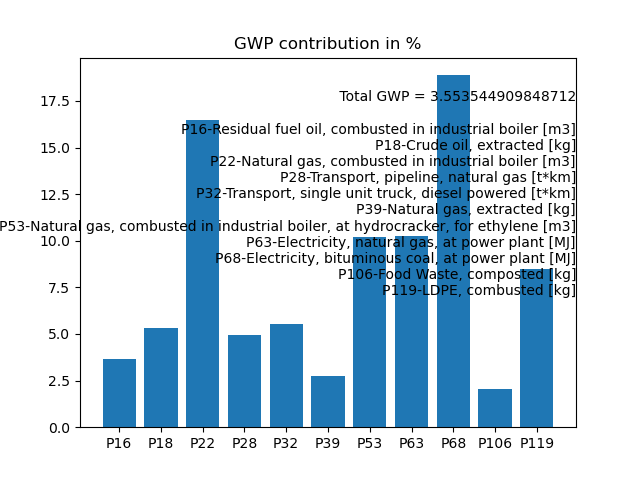 GWP contribution in %
Total GWP = 3.553544909848712
P16-Residual fuel oil, combusted in industrial boiler [m3]
P18-Crude oil, extracted [kg]
P22-Natural gas, combusted in industrial boiler [m3]
P28-Transport, pipeline, natural gas [t*km]
P32-Transport, single unit truck, diesel powered [t*km]
P39-Natural gas, extracted [kg]
P53-Natural gas, combusted in industrial boiler, at hydrocracker, for ethylene [m3]
P63-Electricity, natural gas, at power plant [MJ]
P68-Electricity, bituminous coal, at power plant [MJ]
P106-Food Waste, composted [kg]
P119-LDPE, combusted [kg]
17.5
15.0
12.5
10.0
7.5
5.0
2.5
0.0
P16 P18 P22 P28 P32 P39 P53 P63 P68 P106 P119